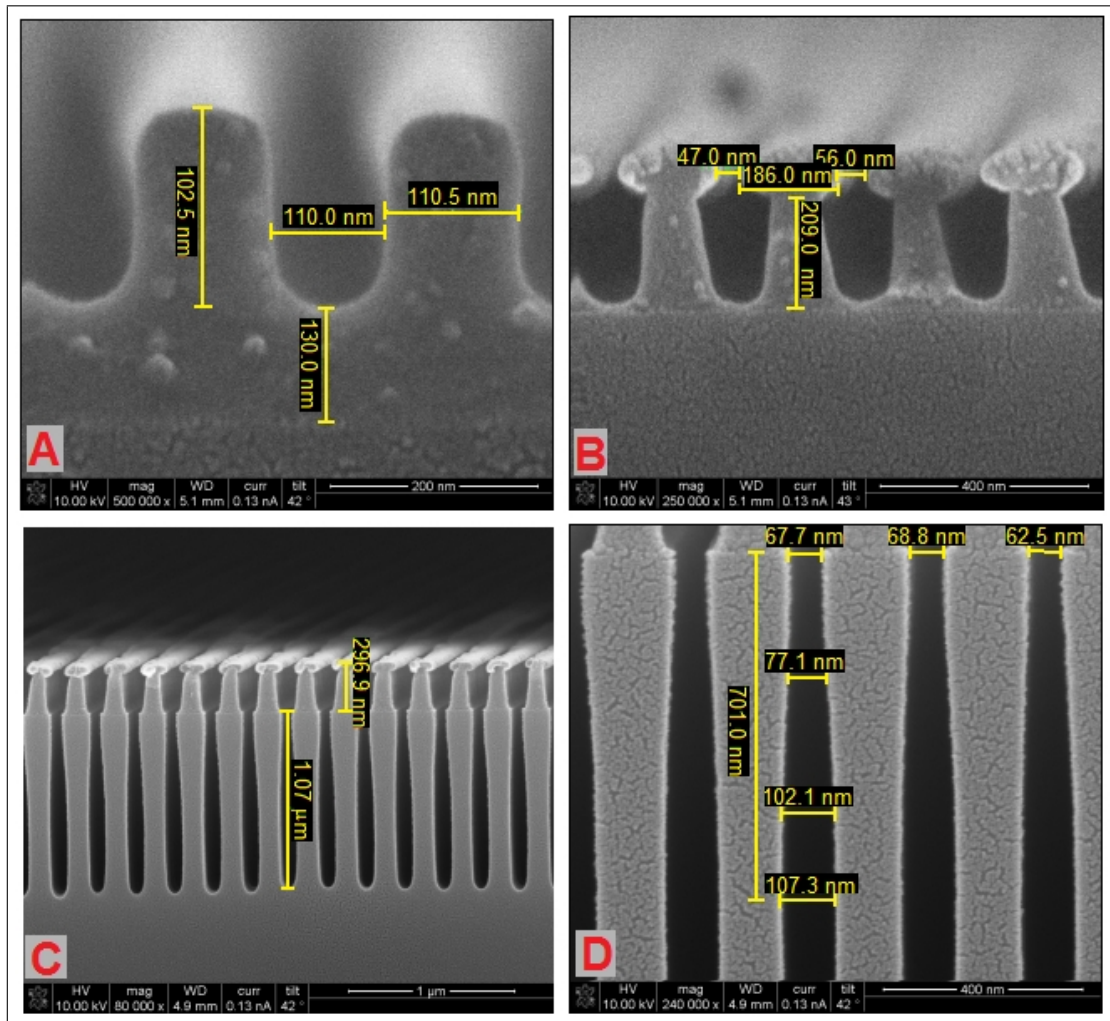 102.5 nm
110.0 nm
110.5 nm
130.0 nm
A
HV mag WD curr tilt
10.00 kV 500 000 x 5.1 mm 0.13 nA 42 ° 200 nm
47.0 nm
56.0 nm
186.0 nm
209.0 nm
B
HV mag WD curr tilt
10.00 kV 250 000 x 5.1 mm 0.13 nA 43 ° 400 nm
296.9 nm
1.07 µm
C
HV mag WD curr tilt
10.00 kV 80 000 x 4.9 mm 0.13 nA 42 ° 1 µm
67.7 nm 68.8 nm 62.5 nm
77.1 nm
701.0 nm
102.1 nm
107.3 nm
D
HV mag WD curr tilt
10.00 kV 240 000 x 4.9 mm 0.13 nA 42 ° 400 nm